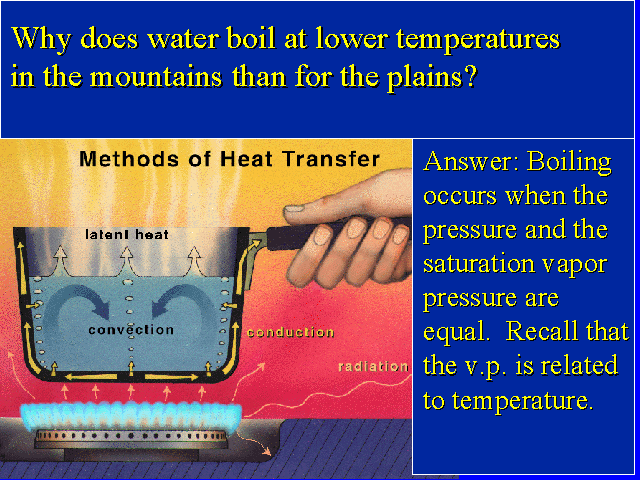 Why does water boil at lower temperatures
in the mountains than for the plains?
Methods of Heat Transfer
latent heat
convection
conduction
radiation
Answer: Boiling
occurs when the
pressure and the
saturation vapor
pressure are
equal. Recall that
the v.p. is related
to temperature.